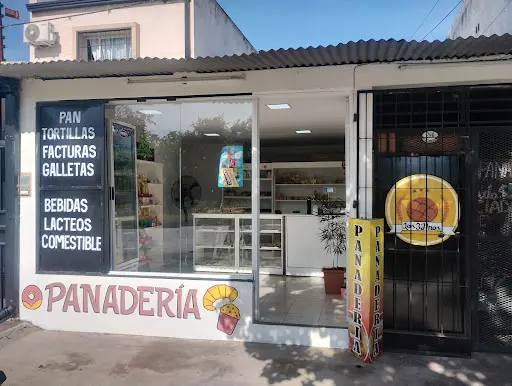 PAN
TORTILLAS
FACTURAS
GALLETAS
BEBIDAS
LACTEOS
COMESTIBLE
PANADERÍA
PANADERIA
PANADERIA